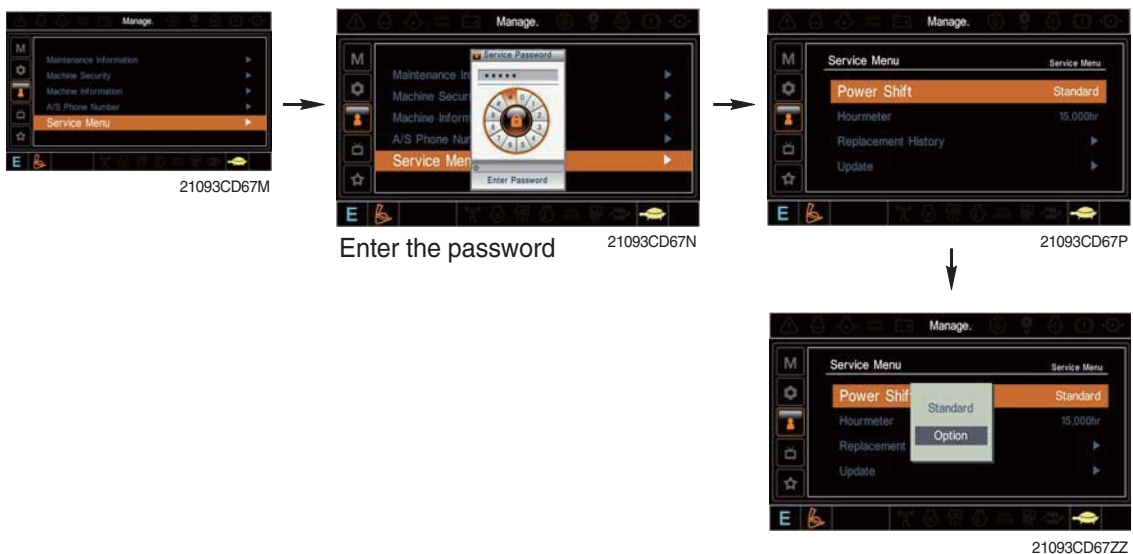 Manage.
M
Maintenance Information
Machine Security
Machine Information
A/S Phone Number
Service Menu
E
21093CD67M
Manage.
Service Password
*****
M
Maintenance In
Machine Securi
Machine Inform
A/S Phone Nun
Service Men
Enter Password
E
Enter the password
21093CD67N
Manage.
M
Service Menu Service Menu
Power Shift Standard
Hourmeter 15,000hr
Replacement History
Update
E
21093CD67P
Manage.
M
Service Menu Service Menu
Power Shif Standard
Standard
Hourmeter 15,000hr
Option
Replacement
Update
E
21093CD67ZZ